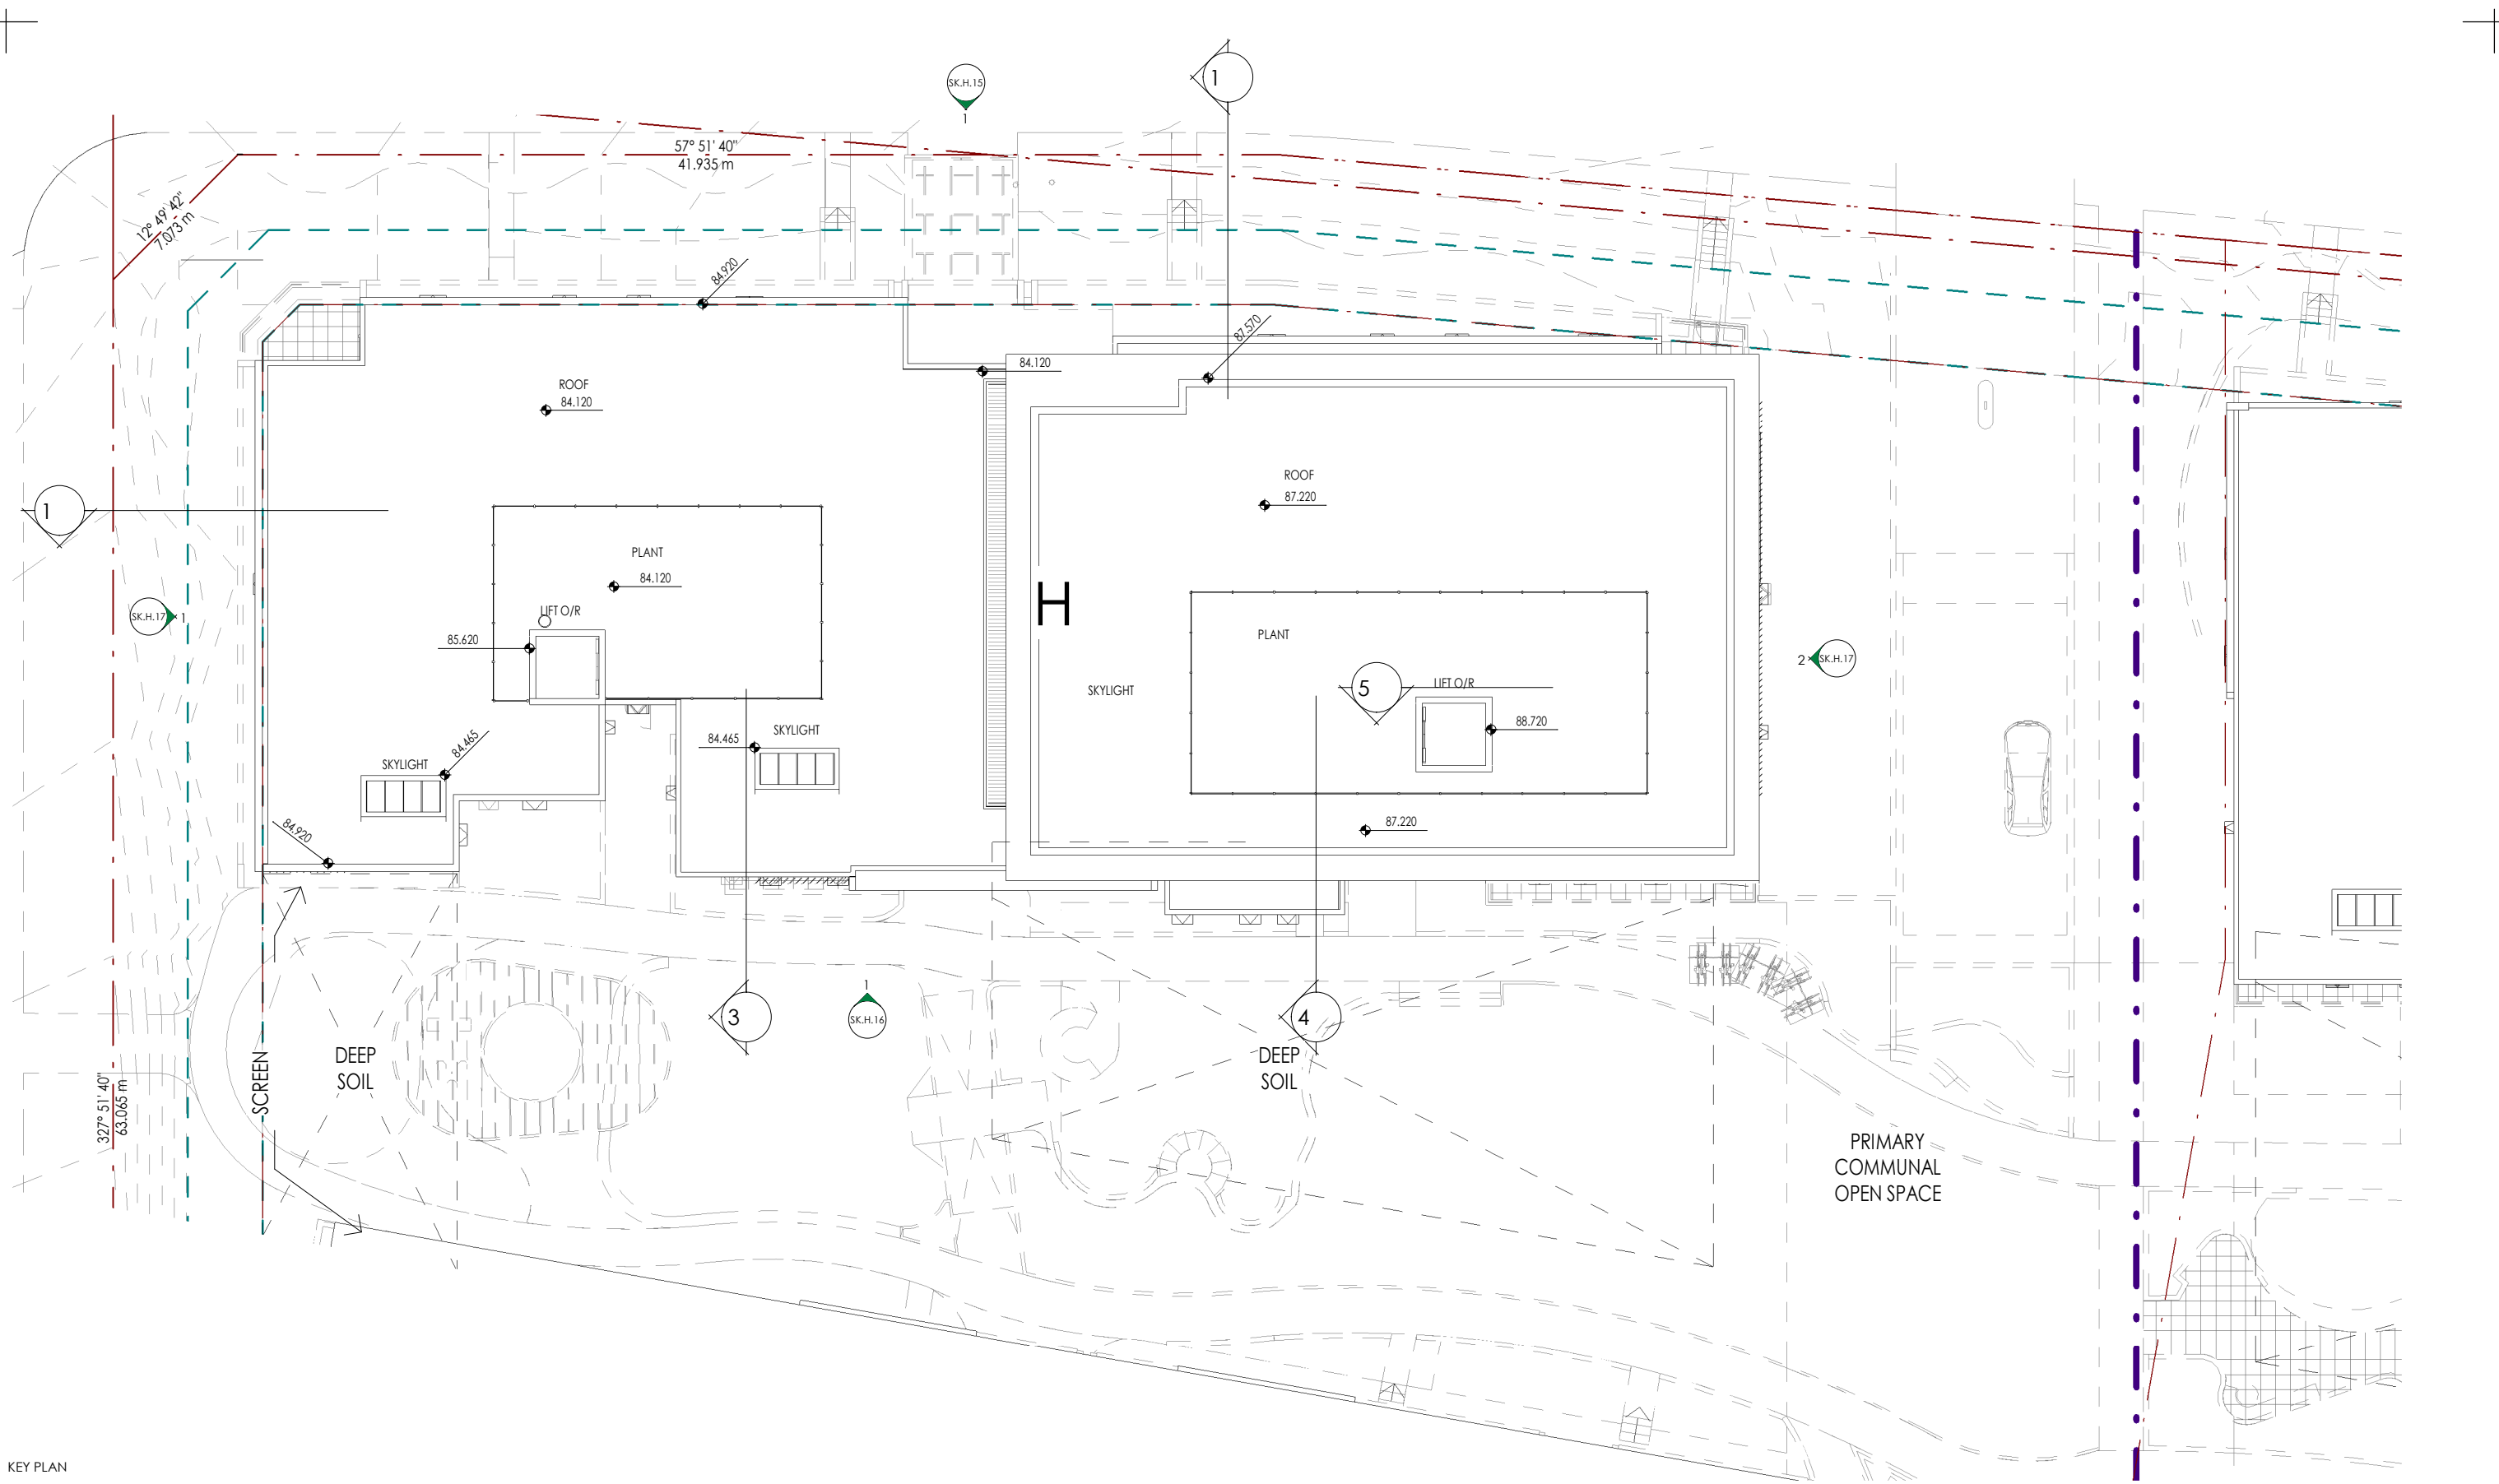 1
SK.H.15
1
57° 51' 40"
41.935 m
12° 49' 42"
7.073 m
84.920
87.570
84.120
ROOF
84.120
ROOF
87.220
1
PLANT
84.120
LIFT O/R
SK.H.17
1
85.620
H
PLANT
2
SK.H.17
SKYLIGHT
5
LIFT O/R
88.720
84.465
SKYLIGHT
84.465
SKYLIGHT
84.920
87.220
1
SK.H.16
3
4
SCREEN
DEEP
SOIL
DEEP
SOIL
327° 51' 40"
63.065 m
PRIMARY
COMMUNAL
OPEN SPACE
KEY PLAN